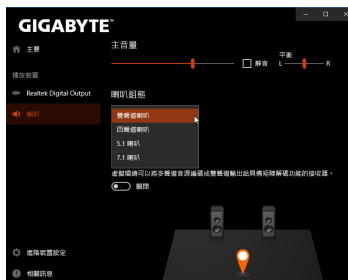 GIGABYTE™
主要
播放裝置
Realtek Digital Output
喇叭
進階裝置設定
相關訊息
主音量
靜音
平衡
L R
喇叭組態
雙聲道喇叭
四聲道喇叭
5.1 喇叭
7.1 喇叭
虛擬環繞可以將多聲道音源編碼成雙聲道輸出給具備矩陣解碼功能的接收器。
關閉